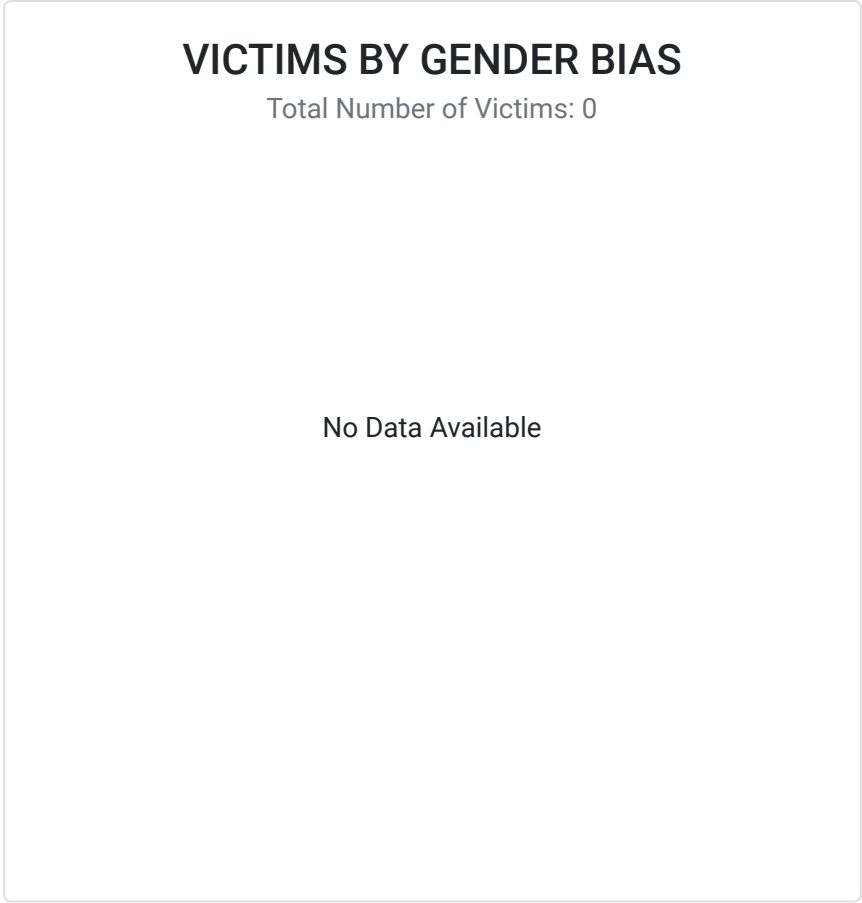 VICTIMS BY GENDER BIAS
Total Number of Victims: 0
No Data Available